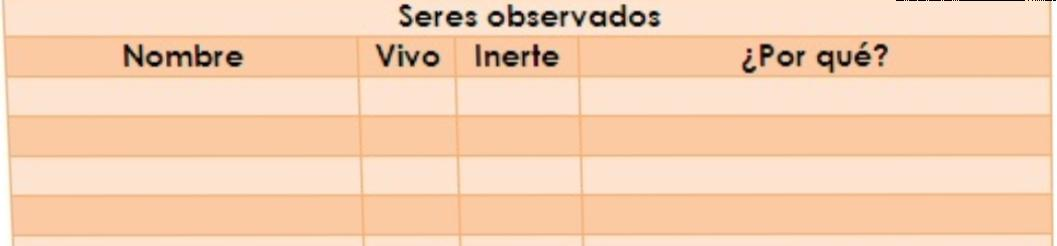 Seres observados
Nombre Vivo Inerte ¿Por qué?